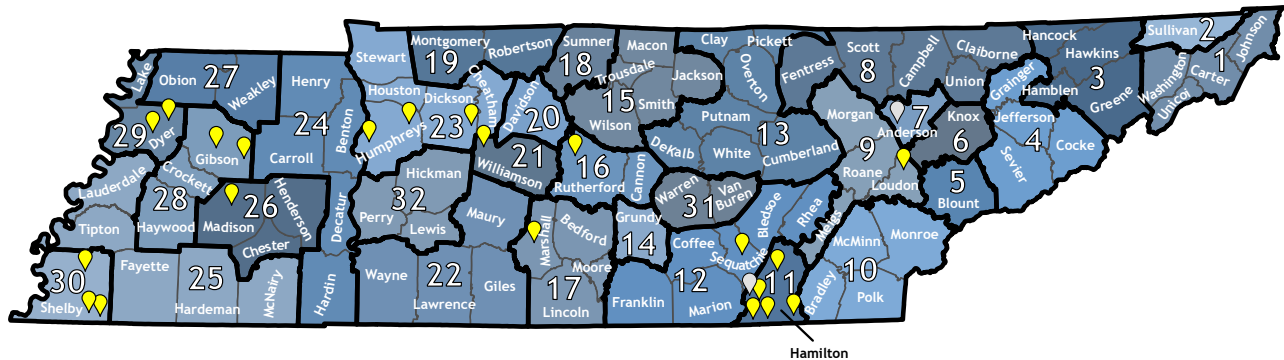 Lake
Obion
27
Weakley
29
Dyer
Gibson
Crockett
Lauderdale
28
Haywood
Tipton
30
Shelby
Fayette
25
Hardeman
McNairy
26
Madison
Henderson
Chester
Henry
24
Carroll
Benton
Decatur
Hardin
Stewart
Montgomery
19
Robertson
Houston
Dickson
Cheatham
Humphreys
23
Davidson
20
21
Williamson
Hickman
32
Perry
Lewis
Maury
Wayne
22
Lawrence
Giles
Sumner
18
Macon
Trousdale
Jackson
15
Smith
Wilson
16
Rutherford
Cannon
Marshall
Bedford
Moore
17
Lincoln
Clay
Pickett
Overton
Putnam
13
DeKalb
White
Cumberland
Warren
Van
Buren
31
Grundy
14
Coffee
12
Franklin
Marion
Sequatchie
Bledsoe
Rhea
11
Hamilton
Meigs
McMinn
Monroe
10
Bradley
Polk
Fentress
Scott
8
Campbell
Claiborne
Union
Morgan
9
Roane
Loudon
7
Anderson
Knox
6
5
Blount
Grainger
Jefferson
4
Sevier
Cocke
Hancock
Hawkins
3
Hamblen
Greene
Sullivan
2
Washington
1
Carter
Unicoi
Johnson